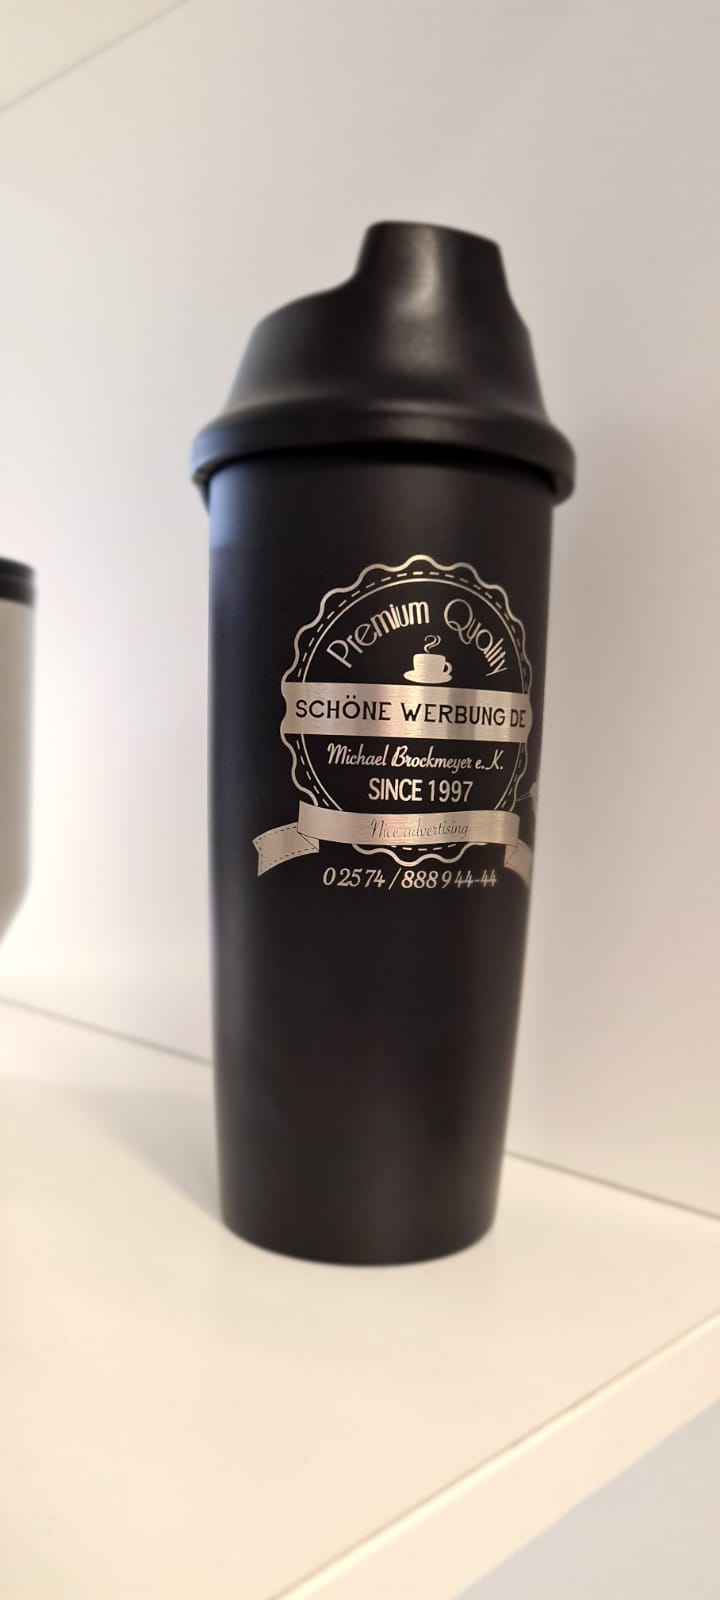 Premium Quality
SCHÖNE WERBUNG DE
Michael Brockmeyer e.K.
SINCE 1997
Nice advertising
02574/888944-44